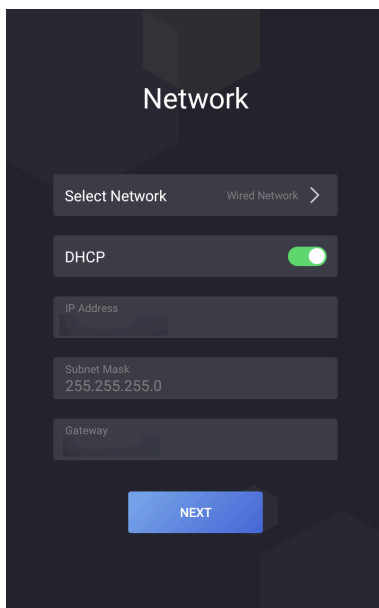 Network
Select Network
Wired Network
DHCP
IP Address
Subnet Mask
255.255.255.0
Gateway
NEXT